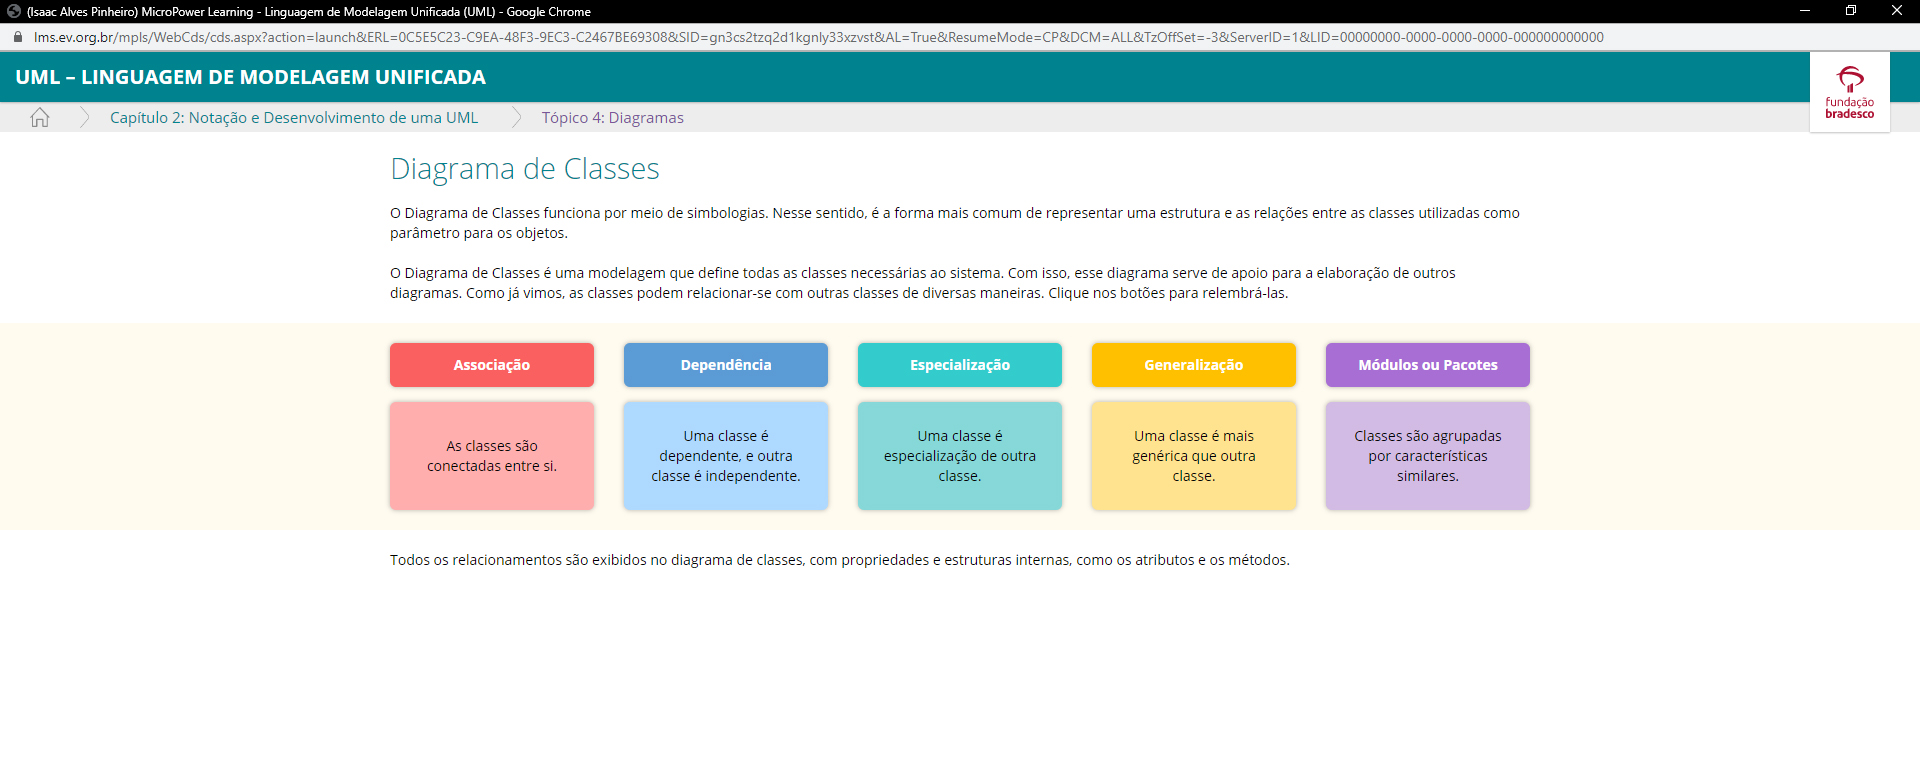 (Isaac Alves Pinheiro) MicroPower Learning - Linguagem de Modelagem Unificada (UML) - Google Chrome
lms.ev.org.br/mpls/WebCds/cds.aspx?action=launch&ERL=0C5E5C23-C9EA-48F3-9EC3-C2467BE69308&SID=gn3cs2tzq2d1kgnly33xzvst&AL=True&ResumeMode=CP&DCM=ALL&TzOffSet=-3&ServerID=1&LID=00000000-0000-0000-0000-000000000000
UML – LINGUAGEM DE MODELAGEM UNIFICADA
fundação
bradesco
Capítulo 2: Notação e Desenvolvimento de uma UML
Tópico 4: Diagramas
Diagrama de Classes
O Diagrama de Classes funciona por meio de simbologias. Nesse sentido, é a forma mais comum de representar uma estrutura e as relações entre as classes utilizadas como
parâmetro para os objetos.
O Diagrama de Classes é uma modelagem que define todas as classes necessárias ao sistema. Com isso, esse diagrama serve de apoio para a elaboração de outros
diagramas. Como já vimos, as classes podem relacionar-se com outras classes de diversas maneiras. Clique nos botões para relembrá-las.
Associação
As classes são
conectadas entre si.
Dependência
Uma classe é
dependente, e outra
classe é independente.
Especialização
Uma classe é
especialização de outra
classe.
Generalização
Uma classe é mais
genérica que outra
classe.
Módulos ou Pacotes
Classes são agrupadas
por características
similares.
Todos os relacionamentos são exibidos no diagrama de classes, com propriedades e estruturas internas, como os atributos e os métodos.